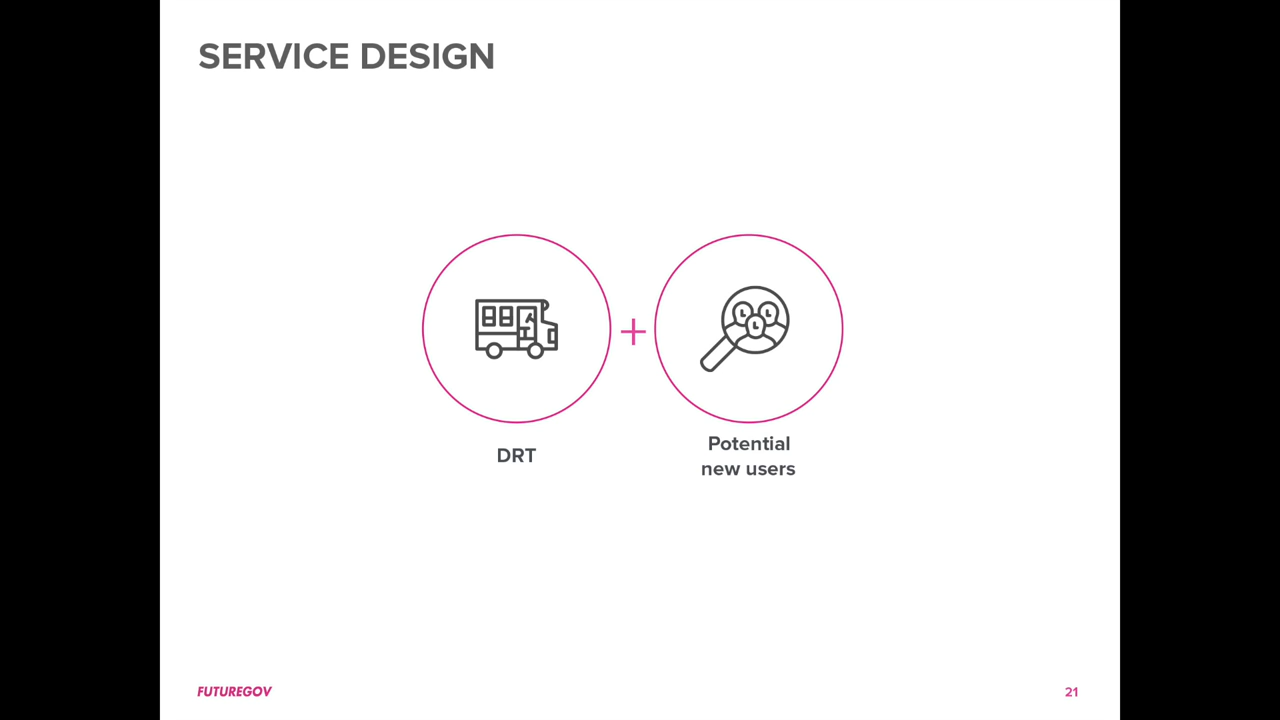 SERVICE DESIGN
+
DRT
Potential
new users
FUTUREGOV
21